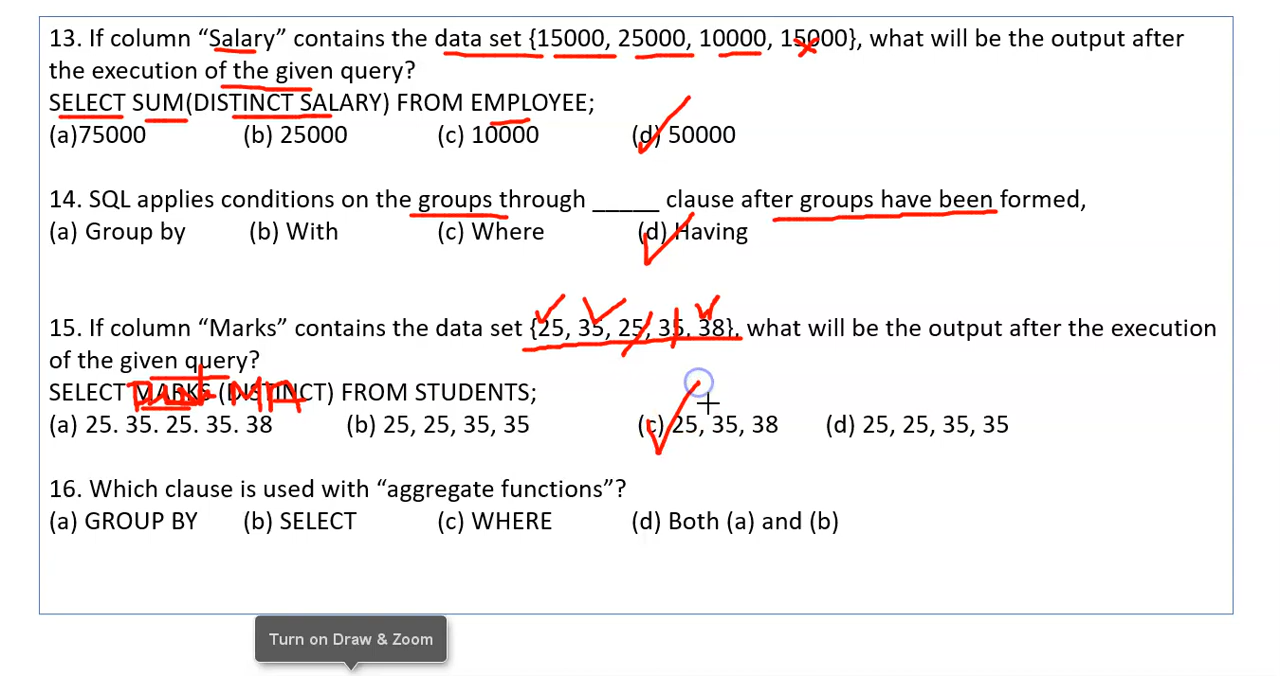 13. If column “Salary” contains the data set {15000, 25000, 10000, 15000}, what will be the output after
the execution of the given query?
SELECT SUM(DISTINCT SALARY) FROM EMPLOYEE;
(a)75000 (b) 25000 (c) 10000 (d) 50000
14. SQL applies conditions on the groups through _____ clause after groups have been formed,
(a) Group by (b) With (c) Where (d) Having
15. If column “Marks” contains the data set {25, 35, 25, 35, 38}, what will be the output after the execution
of the given query?
SELECT MARKS (DISTINCT) FROM STUDENTS;
(a) 25. 35. 25. 35. 38 (b) 25, 25, 35, 35 (c) 25, 35, 38 (d) 25, 25, 35, 35
16. Which clause is used with “aggregate functions”?
(a) GROUP BY (b) SELECT (c) WHERE (d) Both (a) and (b)
Turn on Draw & Zoom